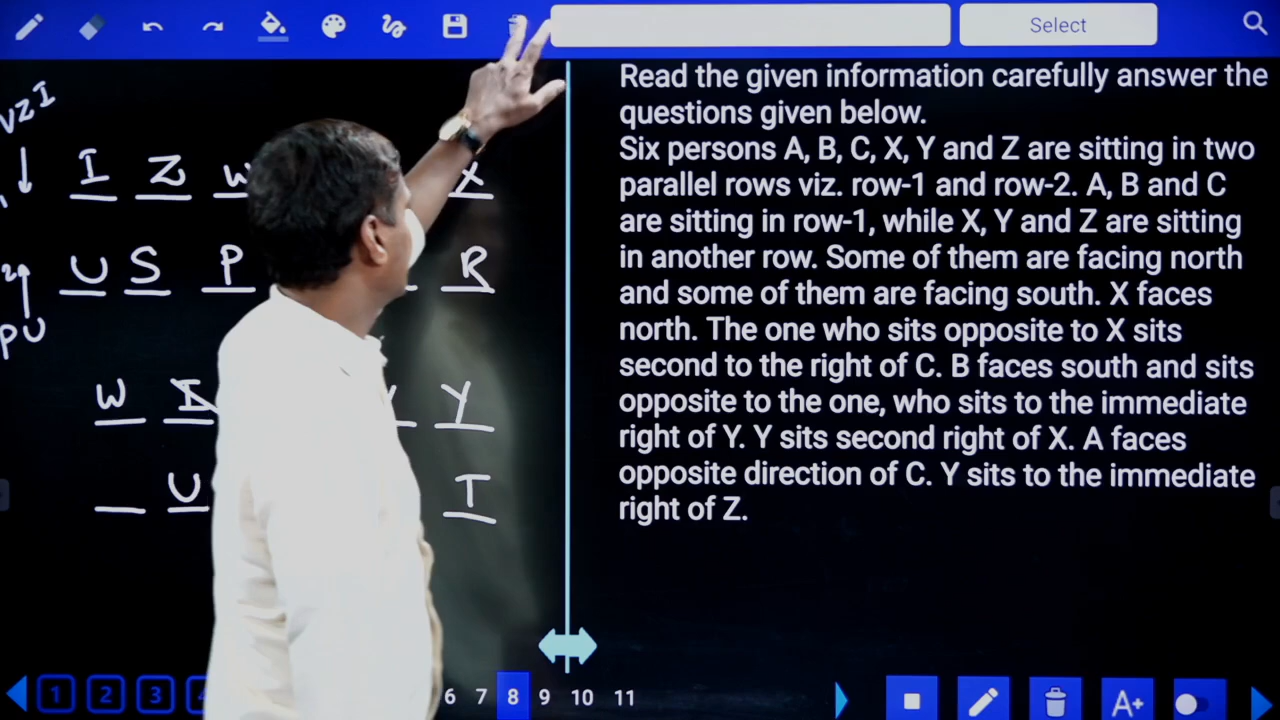 Select
Read the given information carefully answer the
questions given below.
Six persons A, B, C, X, Y and Z are sitting in two
parallel rows viz. row-1 and row-2. A, B and C
are sitting in row-1, while X, Y and Z are sitting
in another row. Some of them are facing north
and some of them are facing south. X faces
north. The one who sits opposite to X sits
second to the right of C. B faces south and sits
opposite to the one, who sits to the immediate
right of Y. Y sits second right of X. A faces
opposite direction of C. Y sits to the immediate
right of Z.
VZI
I Z W X
U S P R
PU
W I Y
U T
1 2 3 4 6 7 8 9 10 11
A+